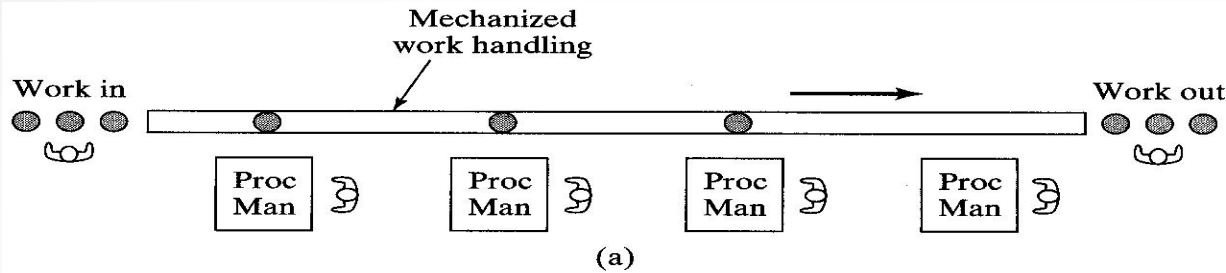 Mechanized
work handling
Work in
Work out
Proc
Man
Proc
Man
Proc
Man
Proc
Man
(a)